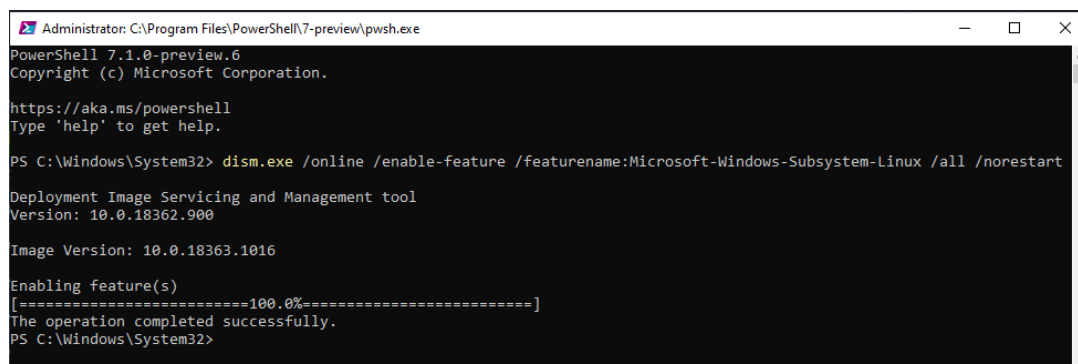 Administrator: C:\Program Files\PowerShell\7-preview\pwsh.exe
PowerShell 7.1.0-preview.6
Copyright (c) Microsoft Corporation.
https://aka.ms/powershell
Type 'help' to get help.
PS C:\Windows\System32> dism.exe /online /enable-feature /featurename:Microsoft-Windows-Subsystem-Linux /all /norestart
Deployment Image Servicing and Management tool
Version: 10.0.18362.900
Image Version: 10.0.18363.1016
Enabling feature(s)
[==========================100.0%==========================]
The operation completed successfully.
PS C:\Windows\System32>